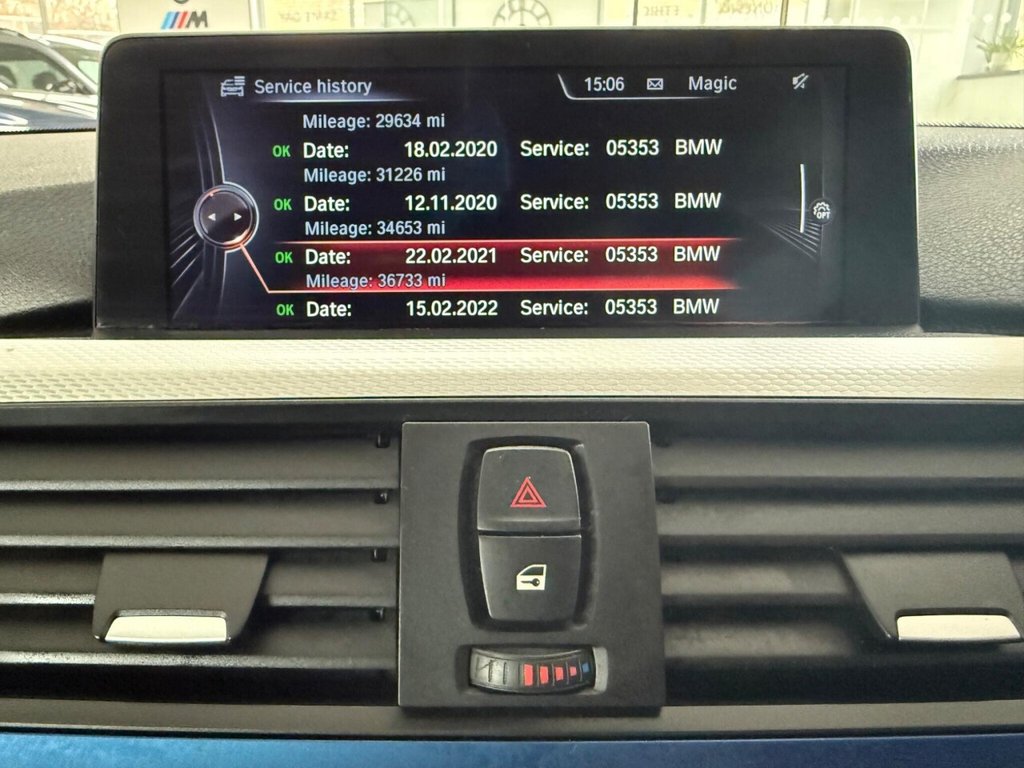 M
Service history
15:06
Magic
Mileage: 29634 mi
OK Date: 18.02.2020 Service: 05353 BMW
Mileage: 31226 mi
OK Date: 12.11.2020 Service: 05353 BMW
Mileage: 34653 mi
OK Date: 22.02.2021 Service: 05353 BMW
Mileage: 36733 mi
OK Date: 15.02.2022 Service: 05353 BMW
OPT